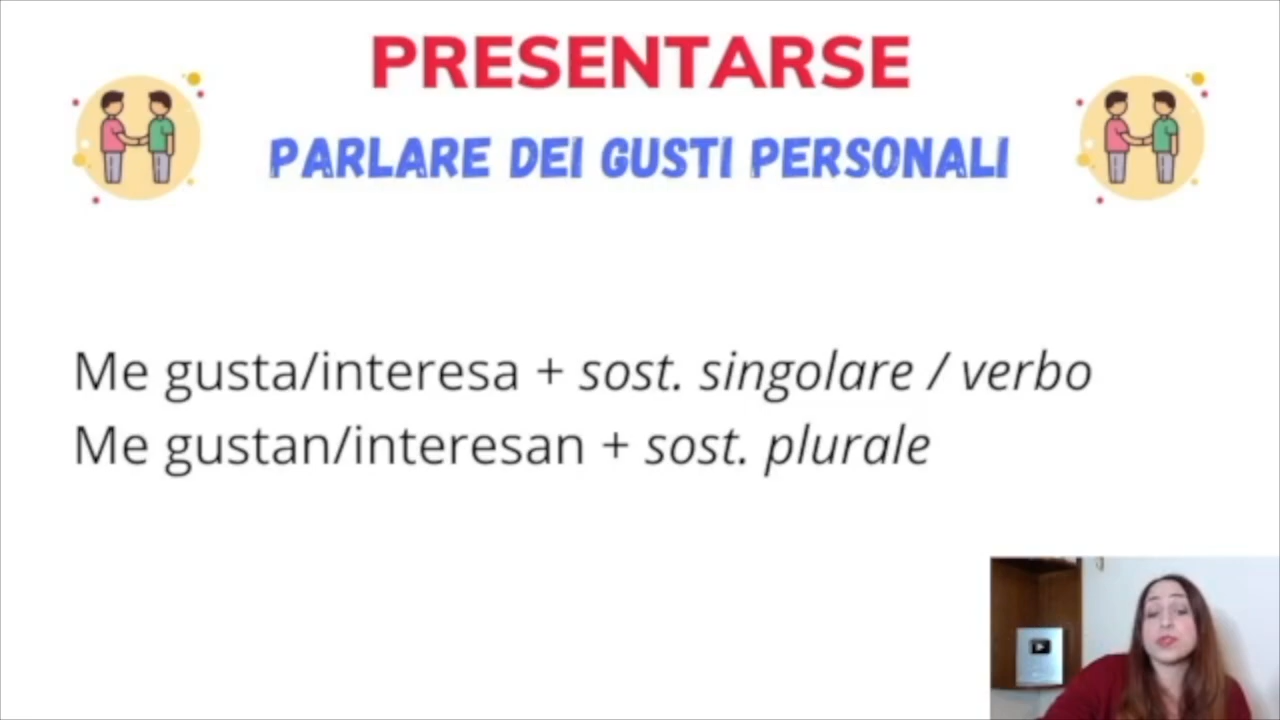 PRESENTARSE
PARLARE DEI GUSTI PERSONALI
Me gusta/interesa + sost. singolare / verbo
Me gustan/interesan + sost. plurale